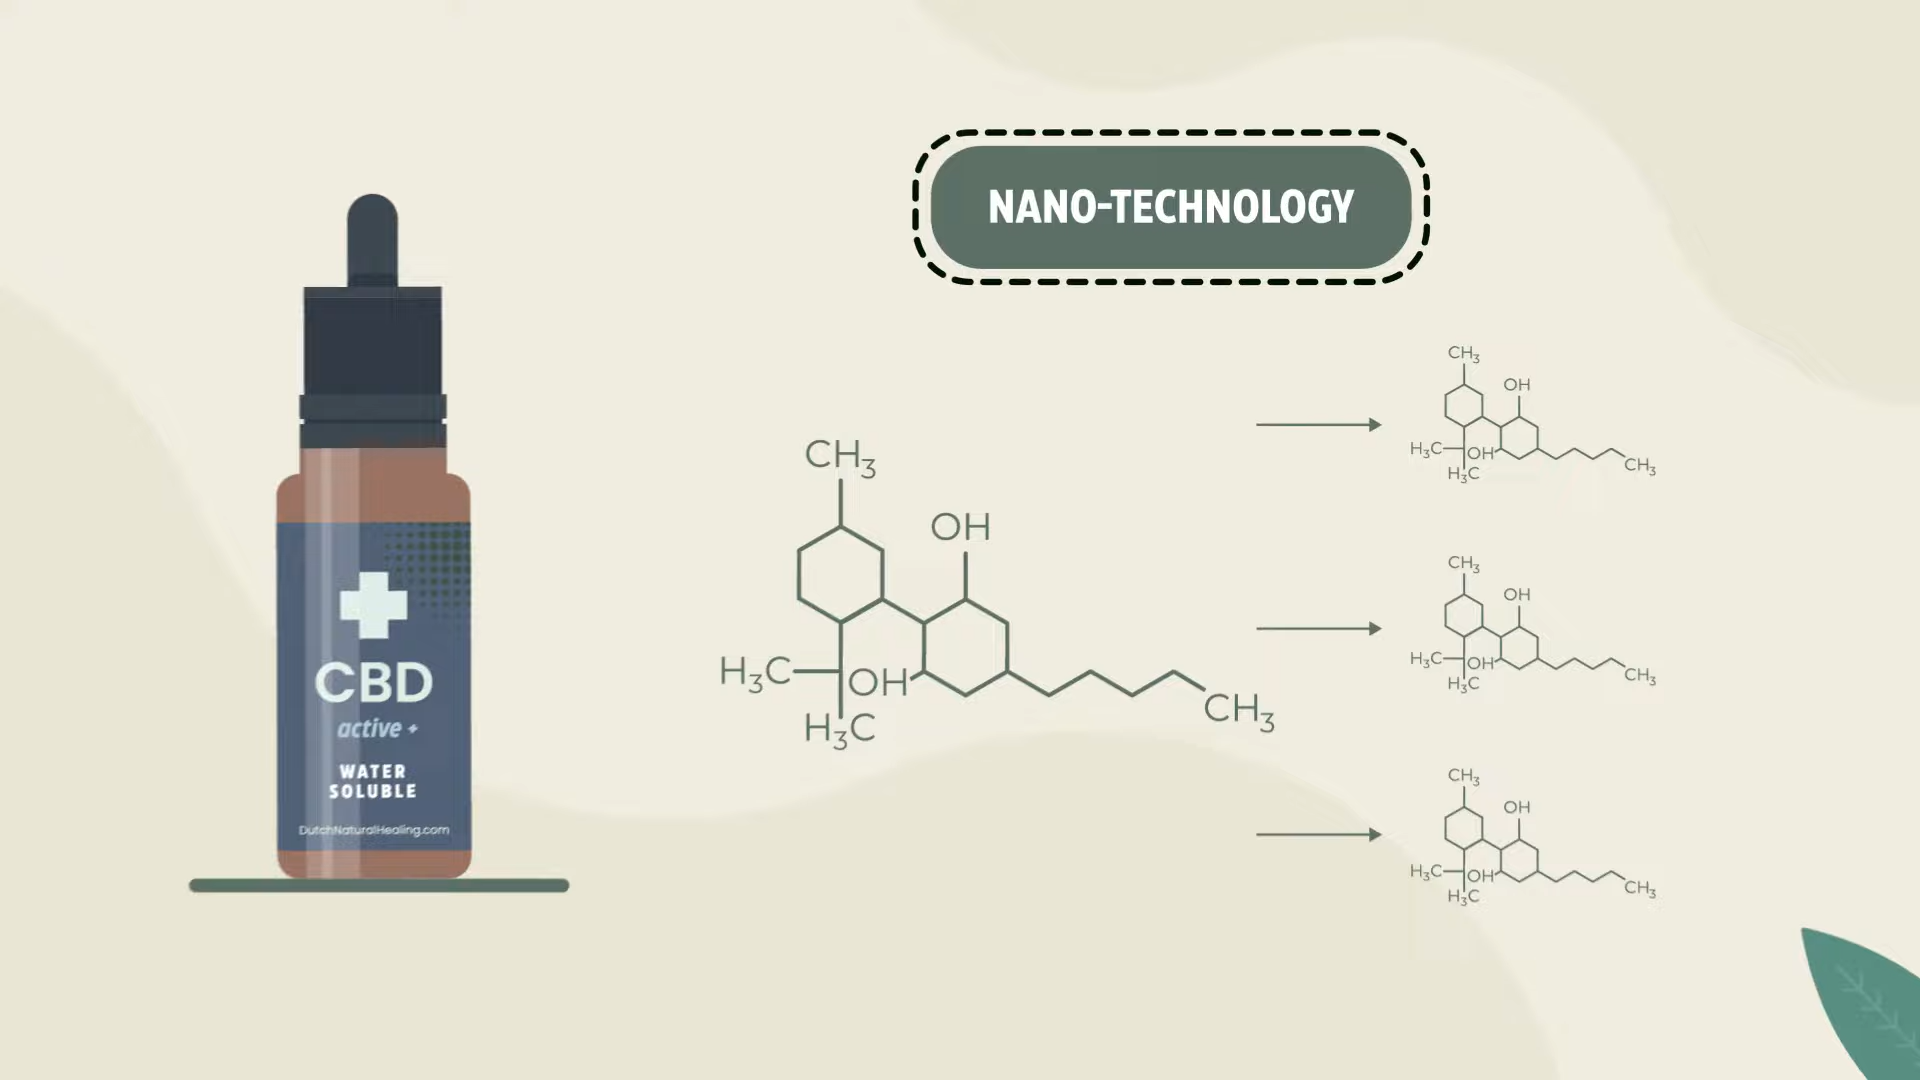 NANO-TECHNOLOGY
CBD
active +
WATER
SOLUBLE
DutchNaturalHealing.com
CH₃
OH
H₃C
OH
H₃C
CH₃
CH₃
OH
H₃C
OH
H₃C
CH₃
CH₃
OH
H₃C
OH
H₃C
CH₃
CH₃
OH
H₃C
OH
H₃C
CH₃